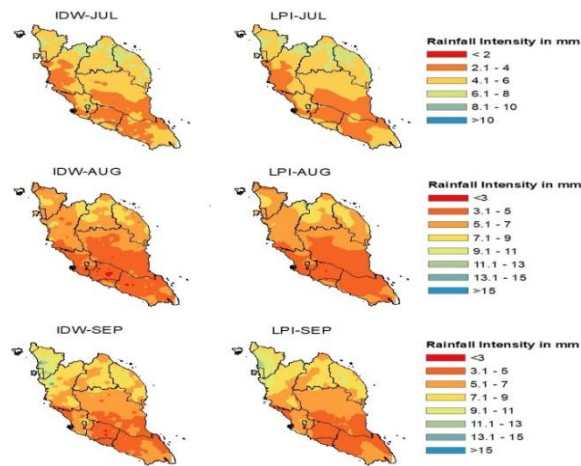 IDW-JUL
LPI-JUL
Rainfall Intensity in mm
< 2
2.1 - 4
4.1 - 6
6.1 - 8
8.1 - 10
>10
IDW-AUG
LPI-AUG
Rainfall Intensity in mm
<3
3.1 - 5
5.1 - 7
7.1 - 9
9.1 - 11
11.1 - 13
13.1 - 15
>15
IDW-SEP
LPI-SEP
Rainfall Intensity in mm
<3
3.1 - 5
5.1 - 7
7.1 - 9
9.1 - 11
11.1 - 13
13.1 - 15
>15